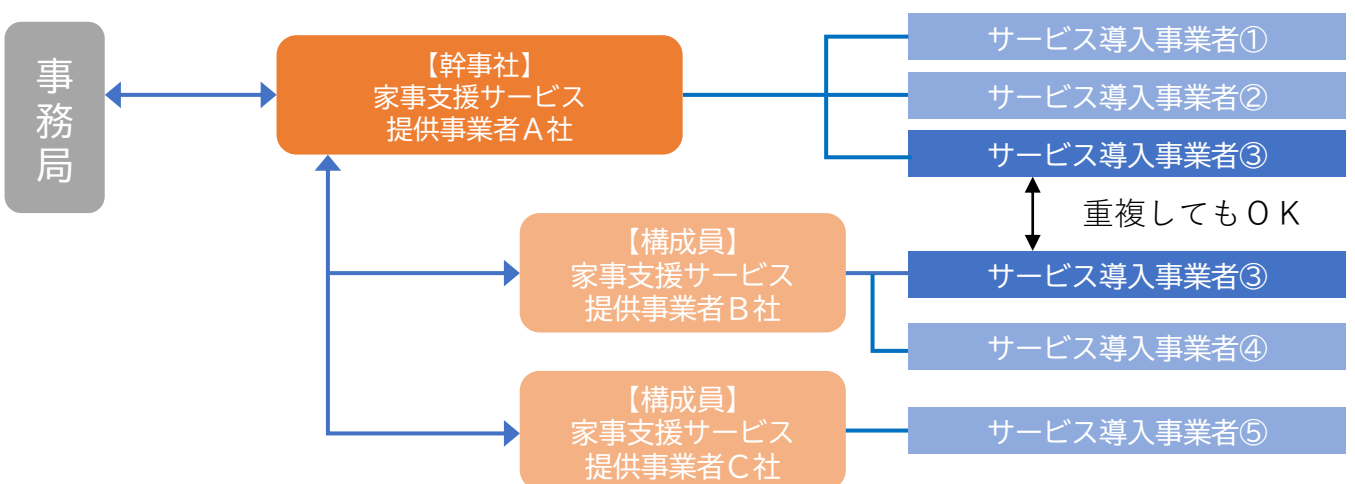 事務局
【幹事社】
家事支援サービス
提供事業者A社
サービス導入事業者①
サービス導入事業者②
サービス導入事業者③
重複してもOK
【構成員】
家事支援サービス
提供事業者B社
サービス導入事業者③
サービス導入事業者④
【構成員】
家事支援サービス
提供事業者C社
サービス導入事業者⑤